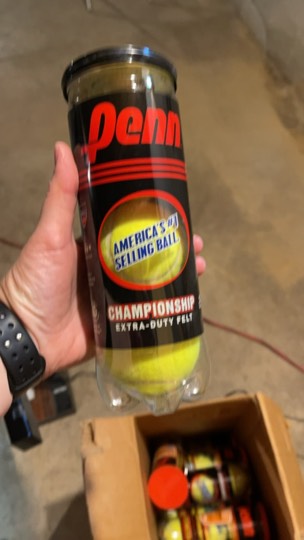 Penn
AMERICA'S #1
SELLING BALL
CHAMPIONSHIP
EXTRA-DUTY FELT